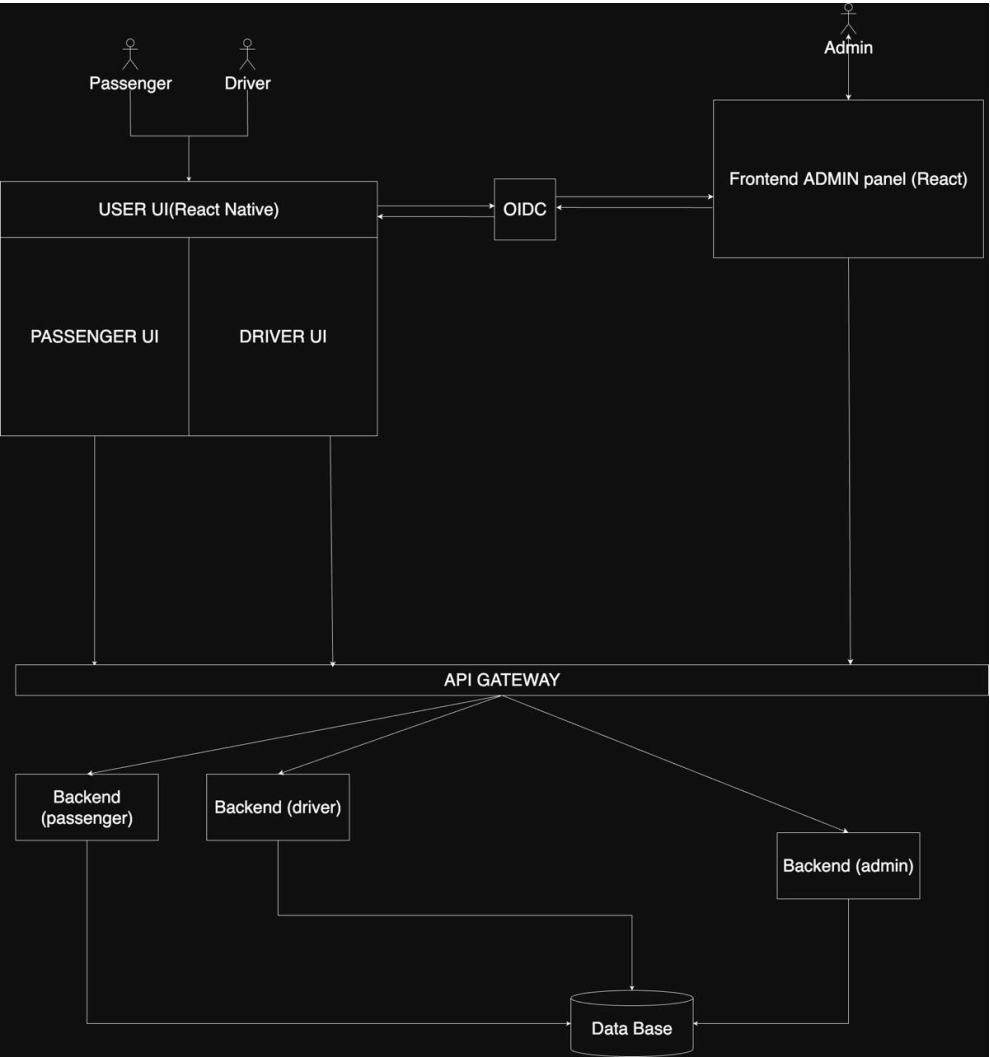 Admin
Passenger
Driver
Frontend ADMIN panel (React)
USER UI(React Native)
OIDC
PASSENGER UI
DRIVER UI
API GATEWAY
Backend
(passenger)
Backend (driver)
Backend (admin)
Data Base